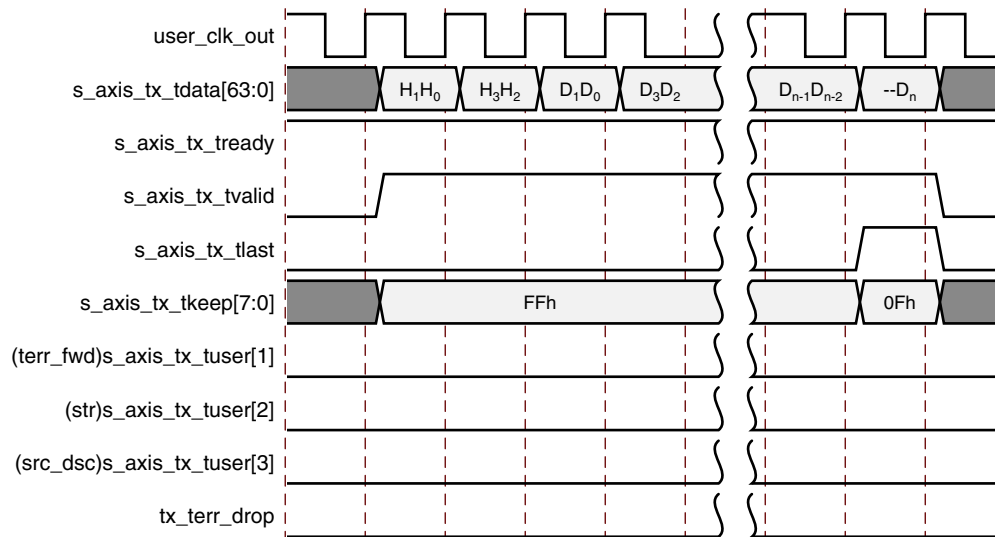 user_clk_out
s_axis_tx_tdata[63:0] H₁H₀ H₃H₂ D₁D₀ D₃D₂ Dₙ₋₁Dₙ₋₂ --Dₙ
s_axis_tx_tready
s_axis_tx_tvalid
s_axis_tx_tlast
s_axis_tx_tkeep[7:0] FFh 0Fh
(terr_fwd)s_axis_tx_tuser[1]
(str)s_axis_tx_tuser[2]
(src_dsc)s_axis_tx_tuser[3]
tx_terr_drop